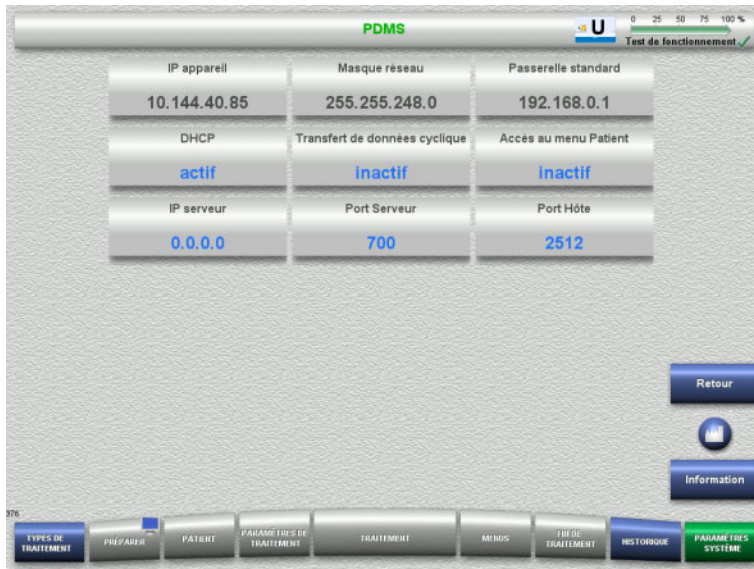 PDMS
U
0 25 50 75 100 %
Test de fonctionnement
IP appareil
Masque réseau
Passerelle standard
10.144.40.85
255.255.248.0
192.168.0.1
DHCP
Transfert de données cyclique
Accès au menu Patient
actif
inactif
inactif
IP serveur
Port Serveur
Port Hôte
0.0.0.0
700
2512
Retour
Information
376
TYPES DE
TRAITEMENT
PRÉPARER
PATIENT
PARAMÈTRES DE
TRAITEMENT
TRAITEMENT
MENUS
FIN DE
TRAITEMENT
HISTORIQUE
PARAMÈTRES
SYSTÈME